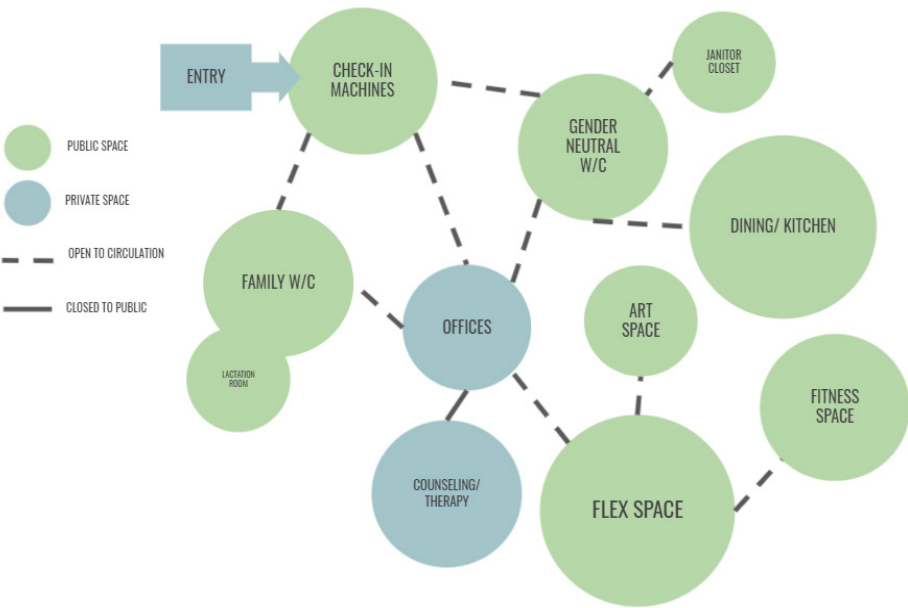 ENTRY
CHECK-IN
MACHINES
JANITOR
CLOSET
GENDER
NEUTRAL
W/C
PUBLIC SPACE
PRIVATE SPACE
OPEN TO CIRCULATION
CLOSED TO PUBLIC
DINING/ KITCHEN
FAMILY W/C
OFFICES
ART
SPACE
LACTATION
ROOM
FITNESS
SPACE
COUNSELING/
THERAPY
FLEX SPACE